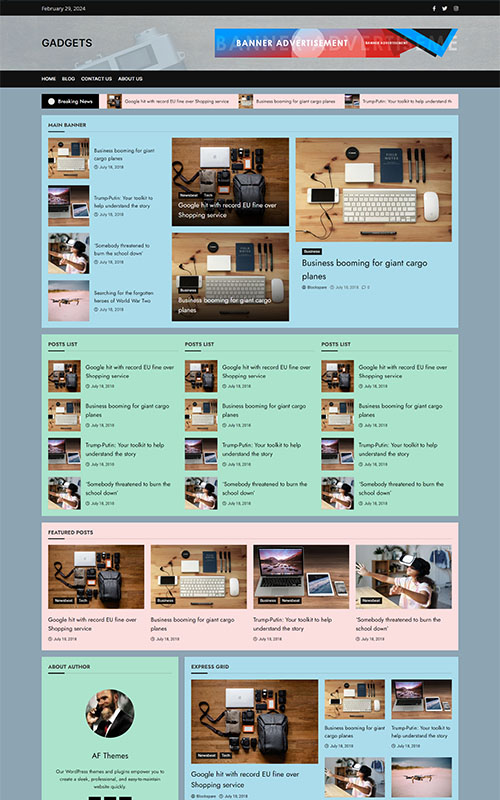 February 29, 2024
GADGETS
BANNER ADVERTISEMENT
BANNER ADVERTISEMENT
HOME BLOG CONTACT US ABOUT US
Breaking News
Google hit with record EU fine over Shopping service
Business booming for giant cargo planes
Trump-Putin: Your toolkit to understand th
MAIN BANNER
Business booming for giant
cargo planes
July 18, 2018
Trump-Putin: Your toolkit to
help understand the story
July 18, 2018
'Somebody threatened to
burn the school down'
July 18, 2018
Searching for the forgotten
heroes of World War Two
July 18, 2018
Newsbeat Tech
Google hit with record EU fine over
Shopping service
Business
Business booming for giant cargo
planes
Business
Business booming for giant cargo
planes
Blockspare July 18, 2018 0
POSTS LIST
Google hit with record EU fine over
Shopping service
July 18, 2018
Business booming for giant cargo
planes
July 18, 2018
Trump-Putin: Your toolkit to help
understand the story
July 18, 2018
'Somebody threatened to burn the
school down'
July 18, 2018
POSTS LIST
Google hit with record EU fine over
Shopping service
July 18, 2018
Business booming for giant cargo
planes
July 18, 2018
Trump-Putin: Your toolkit to help
understand the story
July 18, 2018
'Somebody threatened to burn the
school down'
July 18, 2018
POSTS LIST
Google hit with record EU fine over
Shopping service
July 18, 2018
Business booming for giant cargo
planes
July 18, 2018
Trump-Putin: Your toolkit to help
understand the story
July 18, 2018
'Somebody threatened to burn the
school down'
July 18, 2018
FEATURED POSTS
Newsbeat Tech
Google hit with record EU fine over
Shopping service
July 18, 2018
Business
Business booming for giant cargo
planes
July 18, 2018
Business Newsbeat
Trump-Putin: Your toolkit to help
understand the story
July 18, 2018
Newsbeat
'Somebody threatened to burn the
school down'
July 18, 2018
ABOUT AUTHOR
AF Themes
Our WordPress themes and plugins empower you to
create a sleek, professional, and easy-to-maintain
website quickly.
EXPRESS GRID
Newsbeat Tech
Google hit with record EU fine over
Shopping service
Blockspare July 18, 2018
Business booming for giant
cargo planes
July 18, 2018
Trump-Putin: Your toolkit to
help understand the story
July 18, 2018